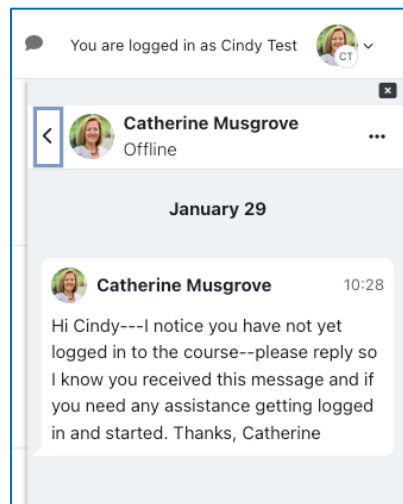 You are logged in as Cindy Test
CT
Catherine Musgrove
Offline
January 29
Catherine Musgrove 10:28
Hi Cindy---I notice you have not yet
logged in to the course--please reply so
I know you received this message and if
you need any assistance getting logged
in and started. Thanks, Catherine